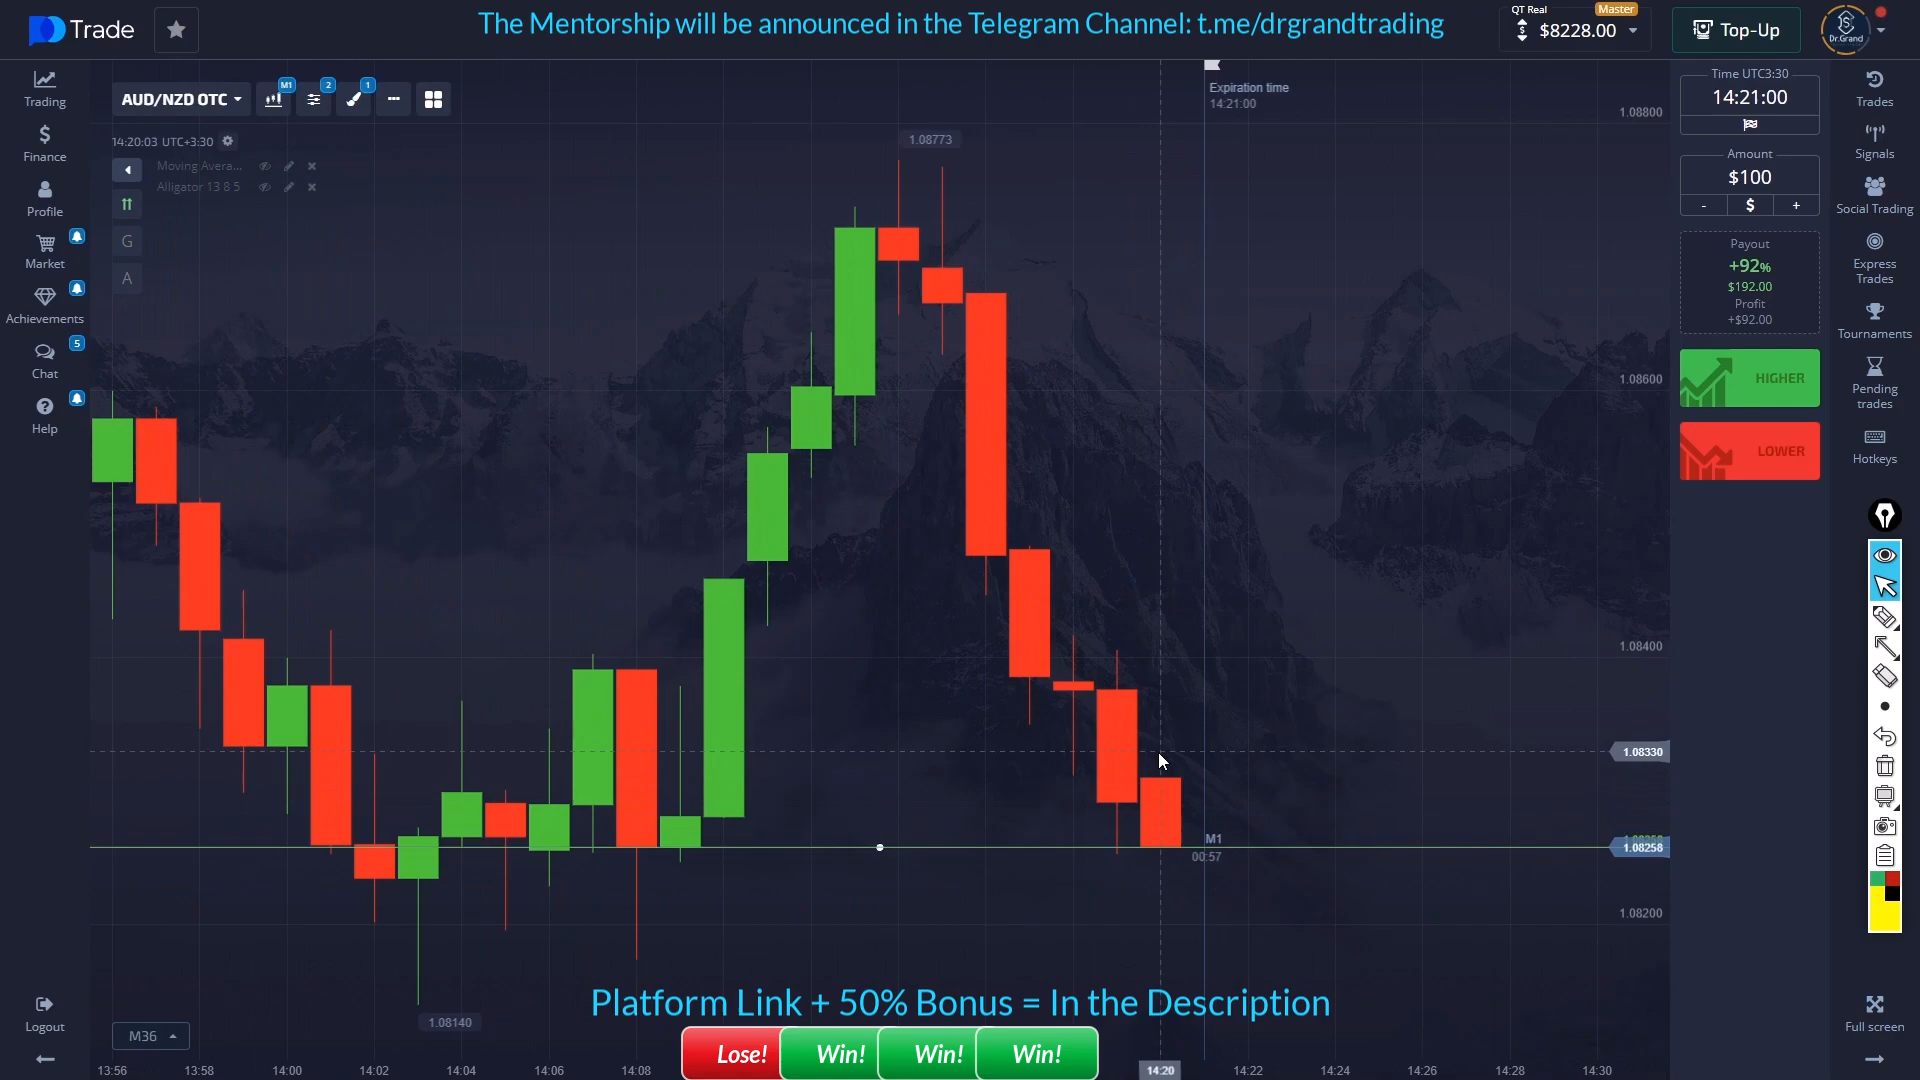 Trade
The Mentorship will be announced in the Telegram Channel: t.me/drgrandtrading
QT Real
Master
$8228.00
Top-Up
Dr.Grand
Trading
Finance
Profile
Market
Achievements
5
Chat
Help
Logout
AUD/NZD OTC
M1
2
1
14:20:03 UTC+3:30
Moving Avera...
Alligator 13 8 5
G
A
Expiration time
14:21:00
1.08773
1.08800
1.08600
1.08400
1.08330
1.08258
1.08200
M1
00:57
1.08140
M36
13:56
13:58
14:00
14:02
14:04
14:06
14:08
14:20
14:22
14:24
14:26
14:28
14:30
Platform Link + 50% Bonus = In the Description
Lose!
Win!
Win!
Win!
Time UTC3:30
14:21:00
Amount
$100
- $ +
Payout
+92%
$192.00
Profit
+$92.00
HIGHER
LOWER
Trades
Signals
Social Trading
Express
Trades
Tournaments
Pending
trades
Hotkeys
Full screen